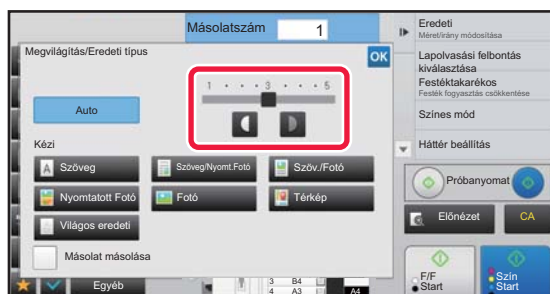 Másolatszám 1
Megvilágítás/Eredeti típus
OK
1 • • 3 • • • 5
Auto
Kézi
Szöveg
Szöveg/Nyomt.Fotó
Szöv./Fotó
Nyomtatott Fotó
Fotó
Térkép
Világos eredeti
Másolat másolása
Egyéb
3 B4
4 A3
A4
Eredeti
Méret/irány módosítása
Lapolvasási felbontás
kiválasztása
Festéktakarékos
Festék fogyasztás csökkentése
Színes mód
Háttér beállítás
Próbanyomat
Előnézet
CA
F/F
Start
Szín
Start